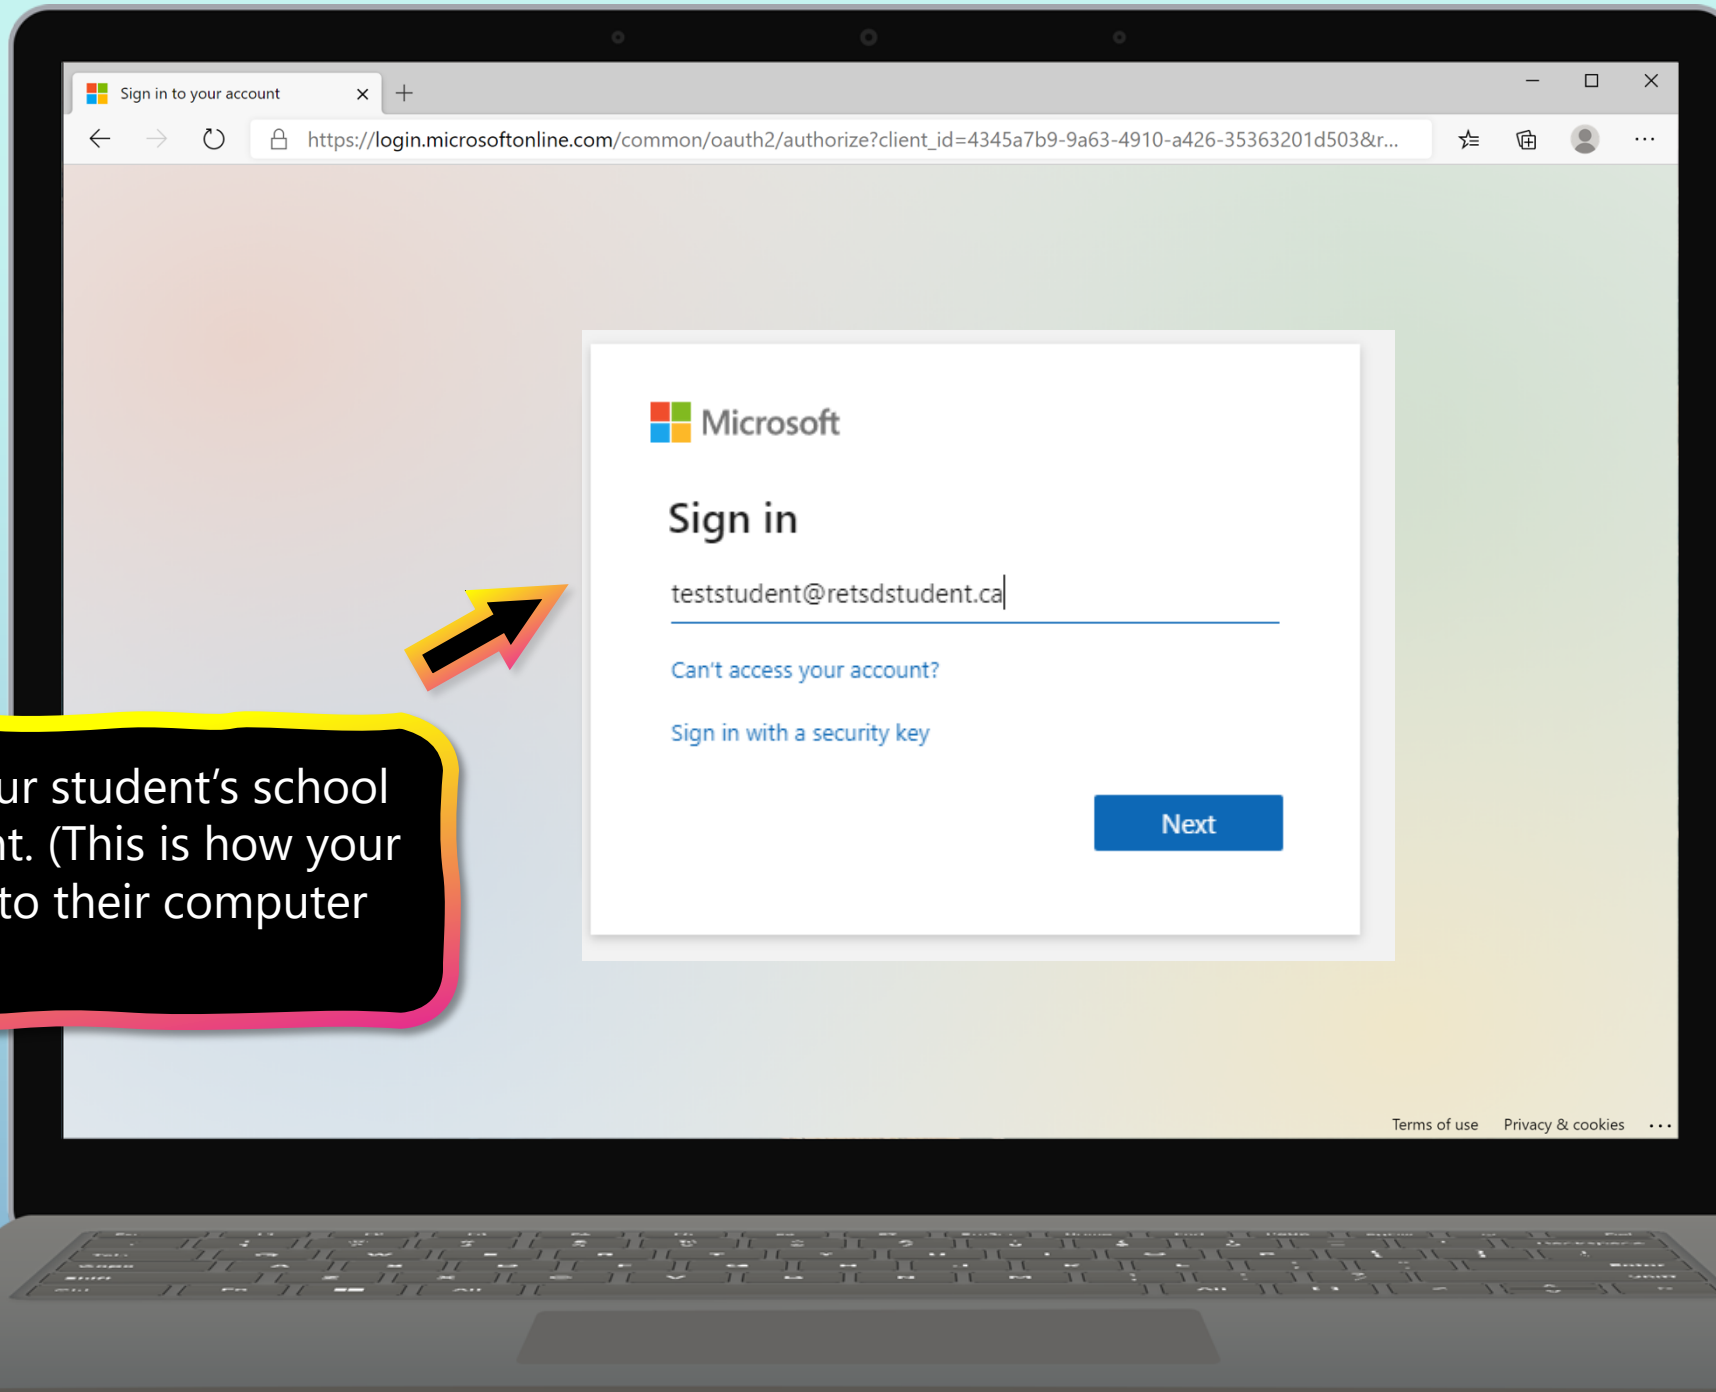 Sign in to your account
https://login.microsoftonline.com/common/oauth2/authorize?client_id=4345a7b9-9a63-4910-a426-35363201d503&r...
Microsoft
Sign in
teststudent@retsdstudent.ca
Can't access your account?
Sign in with a security key
Next
ur student's school
nt. (This is how your
to their computer
Terms of use Privacy & cookies